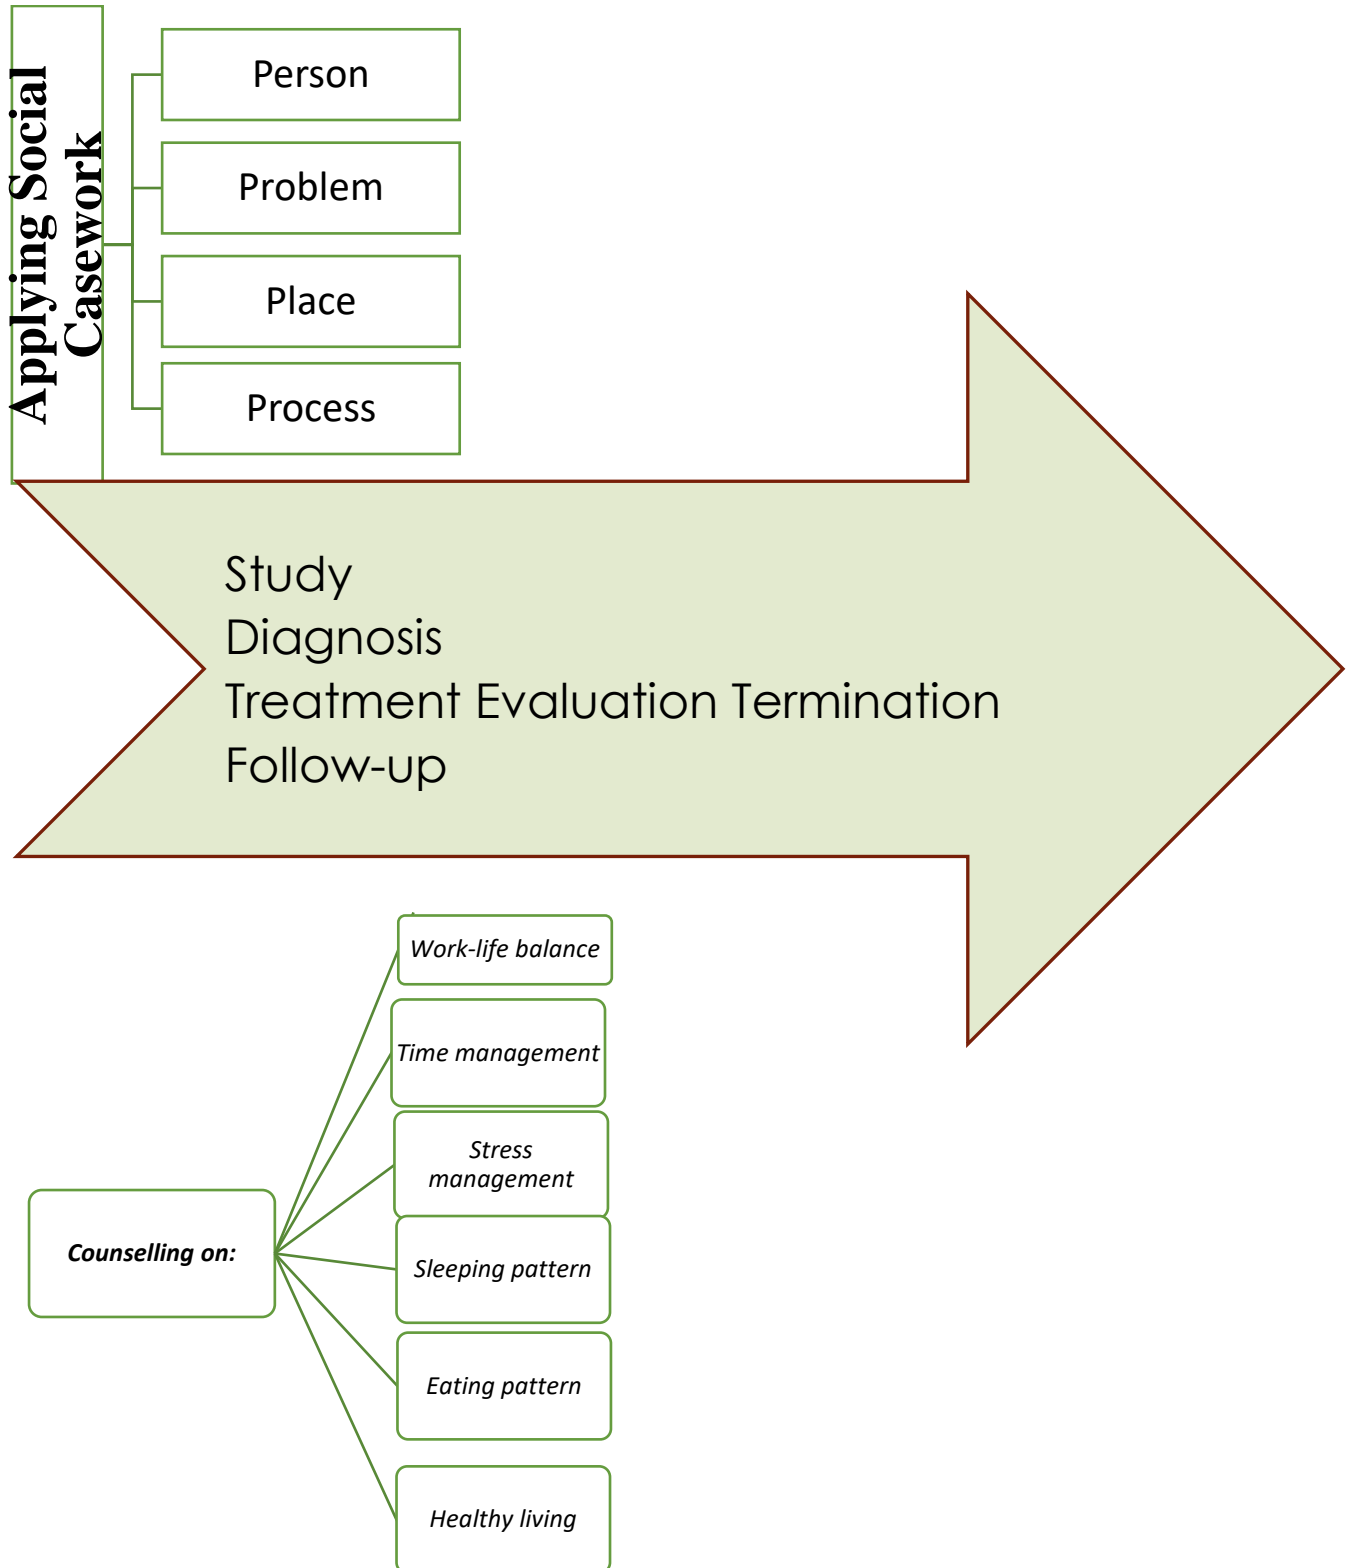 Applying Social
Casework
Person
Problem
Place
Process
Study
Diagnosis
Treatment Evaluation Termination
Follow-up
Counselling on:
Work-life balance
Time management
Stress
management
Sleeping pattern
Eating pattern
Healthy living